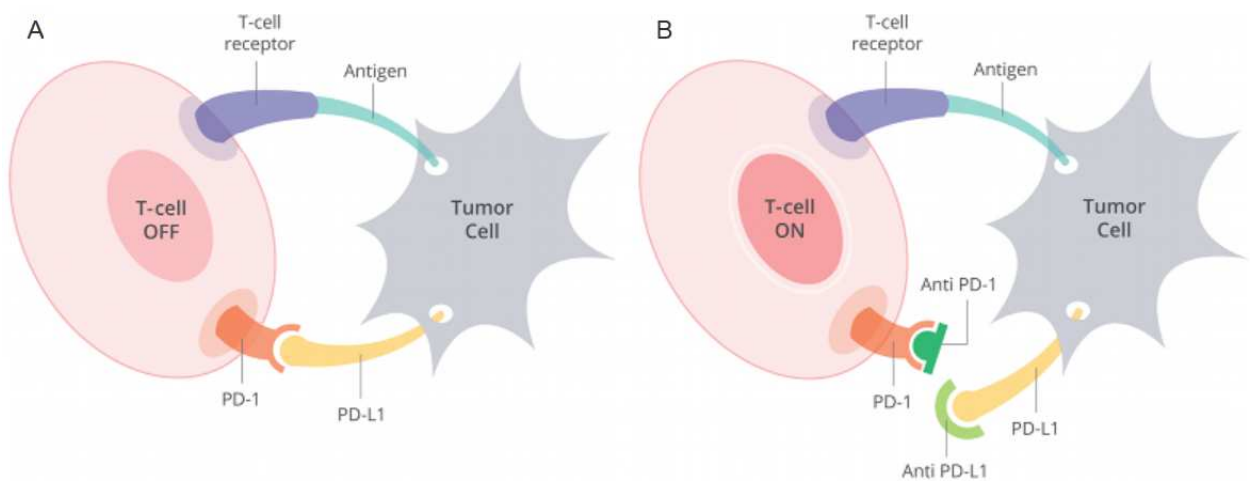 A
T-cell
receptor
Antigen
T-cell
OFF
Tumor
Cell
PD-1
PD-L1
B
T-cell
receptor
Antigen
T-cell
ON
Tumor
Cell
Anti PD-1
PD-1
PD-L1
Anti PD-L1